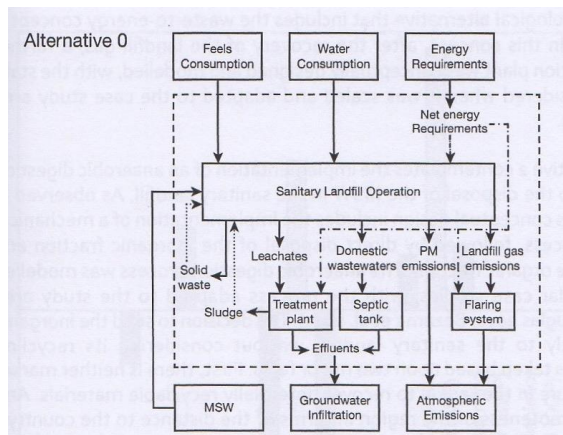 Alternative 0
Feels
Consumption
Water
Consumption
Energy
Requirements
Net energy
Requirements
Sanitary Landfill Operation
Solid
waste
Leachates
Domestic
wastewater
PM
emissions
Landfill gas
emissions
Sludge
Treatment
plant
Septic
tank
Flaring
system
Effluents
MSW
Groundwater
Infiltration
Atmospheric
Emissions